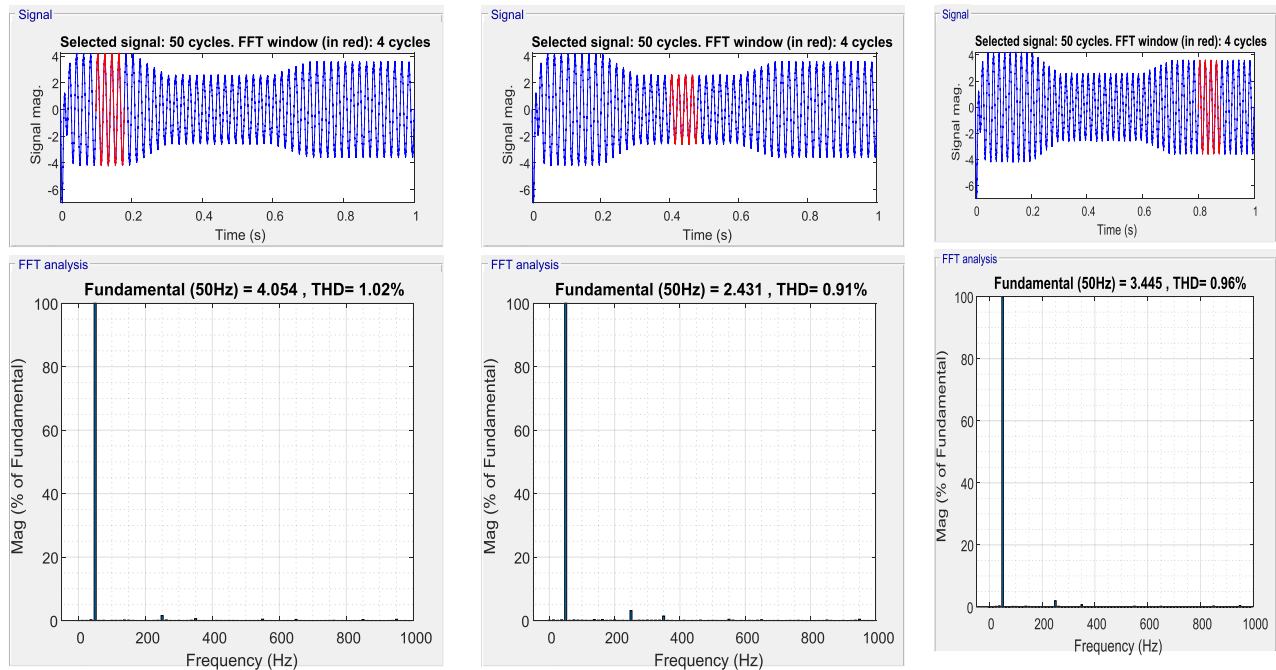 Signal
Selected signal: 50 cycles. FFT window (in red): 4 cycles
Signal mag.
4
2
0
-2
-4
-6
0 0.2 0.4 0.6 0.8 1
Time (s)
FFT analysis
Fundamental (50Hz) = 4.054 , THD= 1.02%
Mag (% of Fundamental)
100
80
60
40
20
0
0 200 400 600 800 1000
Frequency (Hz)
Signal
Selected signal: 50 cycles. FFT window (in red): 4 cycles
Signal mag.
4
2
0
-2
-4
-6
0 0.2 0.4 0.6 0.8 1
Time (s)
FFT analysis
Fundamental (50Hz) = 2.431 , THD= 0.91%
Mag (% of Fundamental)
100
80
60
40
20
0
0 200 400 600 800 1000
Frequency (Hz)
Signal
Selected signal: 50 cycles. FFT window (in red): 4 cycles
Signal mag.
4
2
0
-2
-4
-6
0 0.2 0.4 0.6 0.8 1
Time (s)
FFT analysis
Fundamental (50Hz) = 3.445 , THD= 0.96%
Mag (% of Fundamental)
100
80
60
40
20
0
0 200 400 600 800 1000
Frequency (Hz)